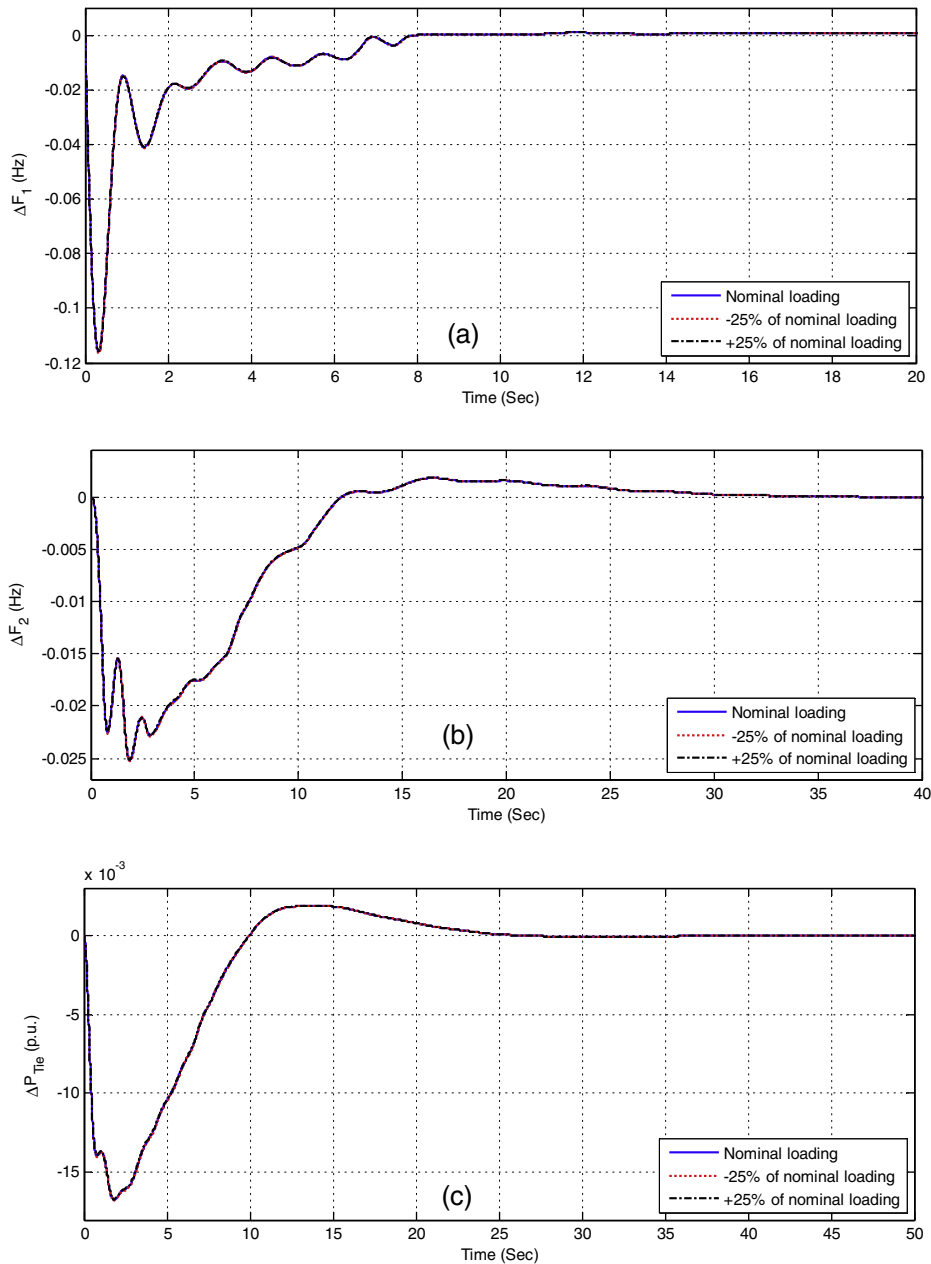 0
-0.02
-0.04
-0.06
-0.08
-0.1
-0.12
ΔF1 (Hz)
(a)
Nominal loading
-25% of nominal loading
+25% of nominal loading
0 2 4 6 8 10 12 14 16 18 20
Time (Sec)
0
-0.005
-0.01
-0.015
-0.02
-0.025
ΔF2 (Hz)
(b)
Nominal loading
-25% of nominal loading
+25% of nominal loading
0 5 10 15 20 25 30 35 40
Time (Sec)
x 10-3
0
-5
-10
-15
ΔPTie (p.u.)
(c)
Nominal loading
-25% of nominal loading
+25% of nominal loading
0 5 10 15 20 25 30 35 40 45 50
Time (Sec)